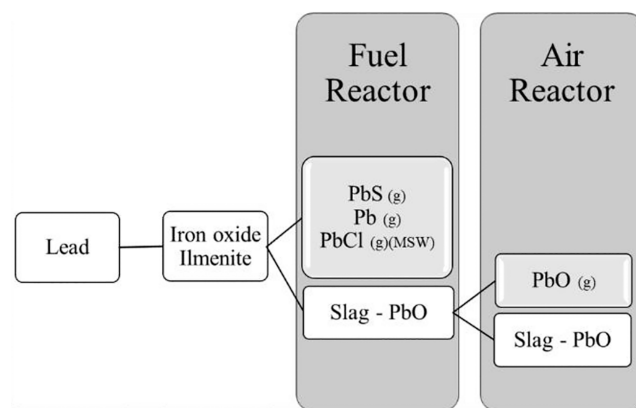 Fuel
Reactor
Air
Reactor
Lead
Iron oxide
Ilmenite
PbS (g)
Pb (g)
PbCl (g)(MSW)
Slag - PbO
PbO (g)
Slag - PbO